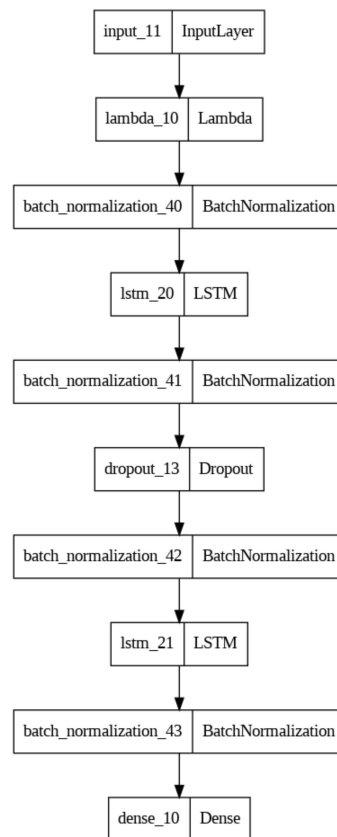 input_11 InputLayer
lambda_10 Lambda
batch_normalization_40 BatchNormalization
lstm_20 LSTM
batch_normalization_41 BatchNormalization
dropout_13 Dropout
batch_normalization_42 BatchNormalization
lstm_21 LSTM
batch_normalization_43 BatchNormalization
dense_10 Dense